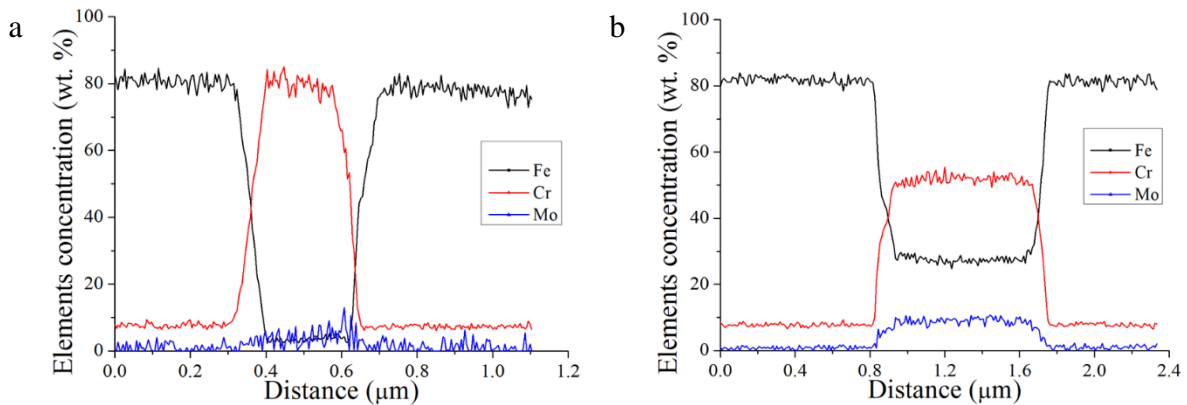 a
Elements concentration (wt. %)
100
80
60
40
20
0
Fe
Cr
Mo
0.0 0.2 0.4 0.6 0.8 1.0 1.2
Distance (μm)
b
Elements concentration (wt. %)
100
80
60
40
20
0
Fe
Cr
Mo
0.0 0.4 0.8 1.2 1.6 2.0 2.4
Distance (μm)